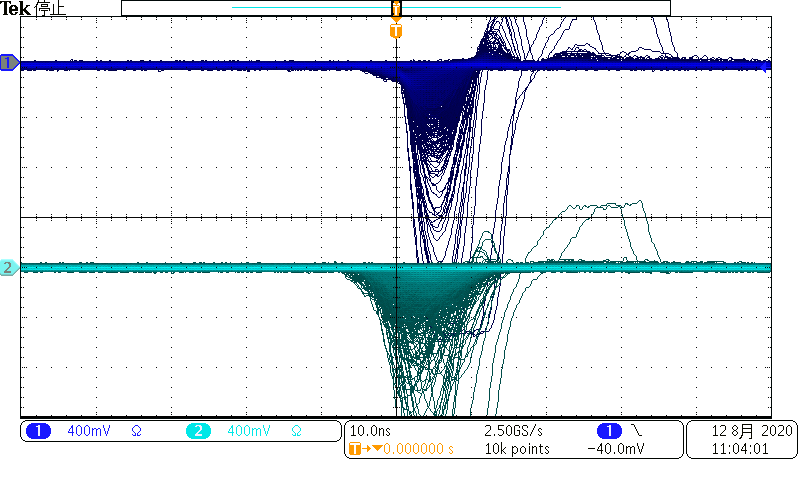 Tek 停止
T
T
1
2
1 400mV Ω 2 400mV Ω
10.0ns 2.50GS/s 1
T→▼0.000000 s 10k points −40.0mV
12 8月 2020
11:04:01